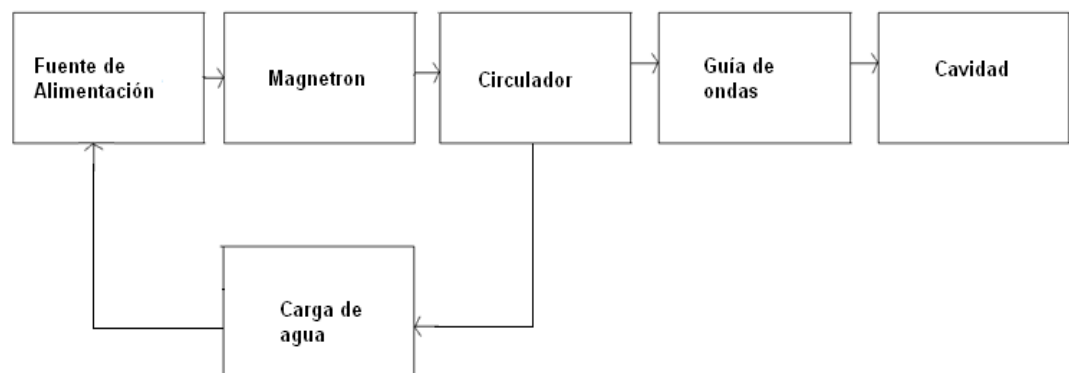 Fuente de
Alimentación
Magnetron
Circulador
Guía de
ondas
Cavidad
Carga de
agua